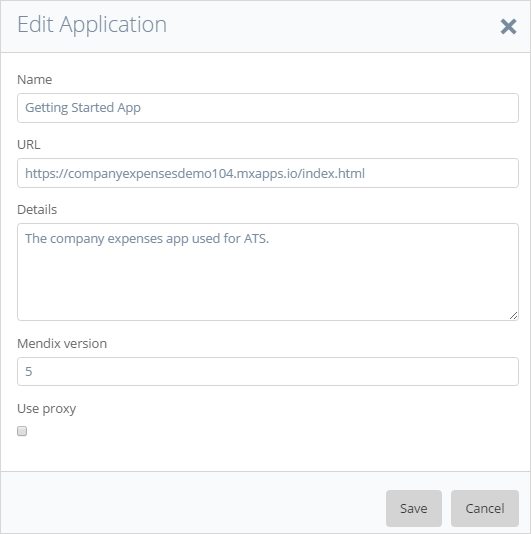 Edit Application
Name
Getting Started App
URL
https://companyexpensesdemo104.mxapps.io/index.html
Details
The company expenses app used for ATS.
Mendix version
5
Use proxy
Save Cancel